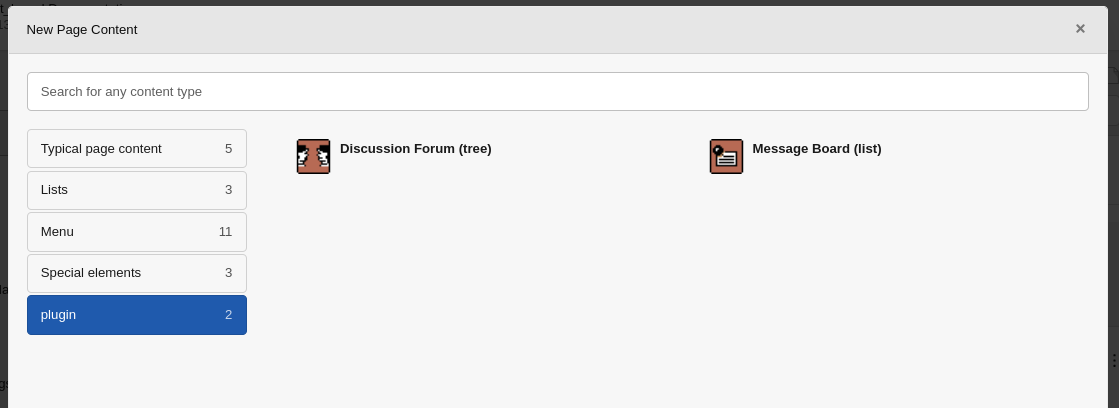 New Page Content
×
Search for any content type
Typical page content 5
Discussion Forum (tree)
Message Board (list)
Lists 3
Menu 11
Special elements 3
plugin 2